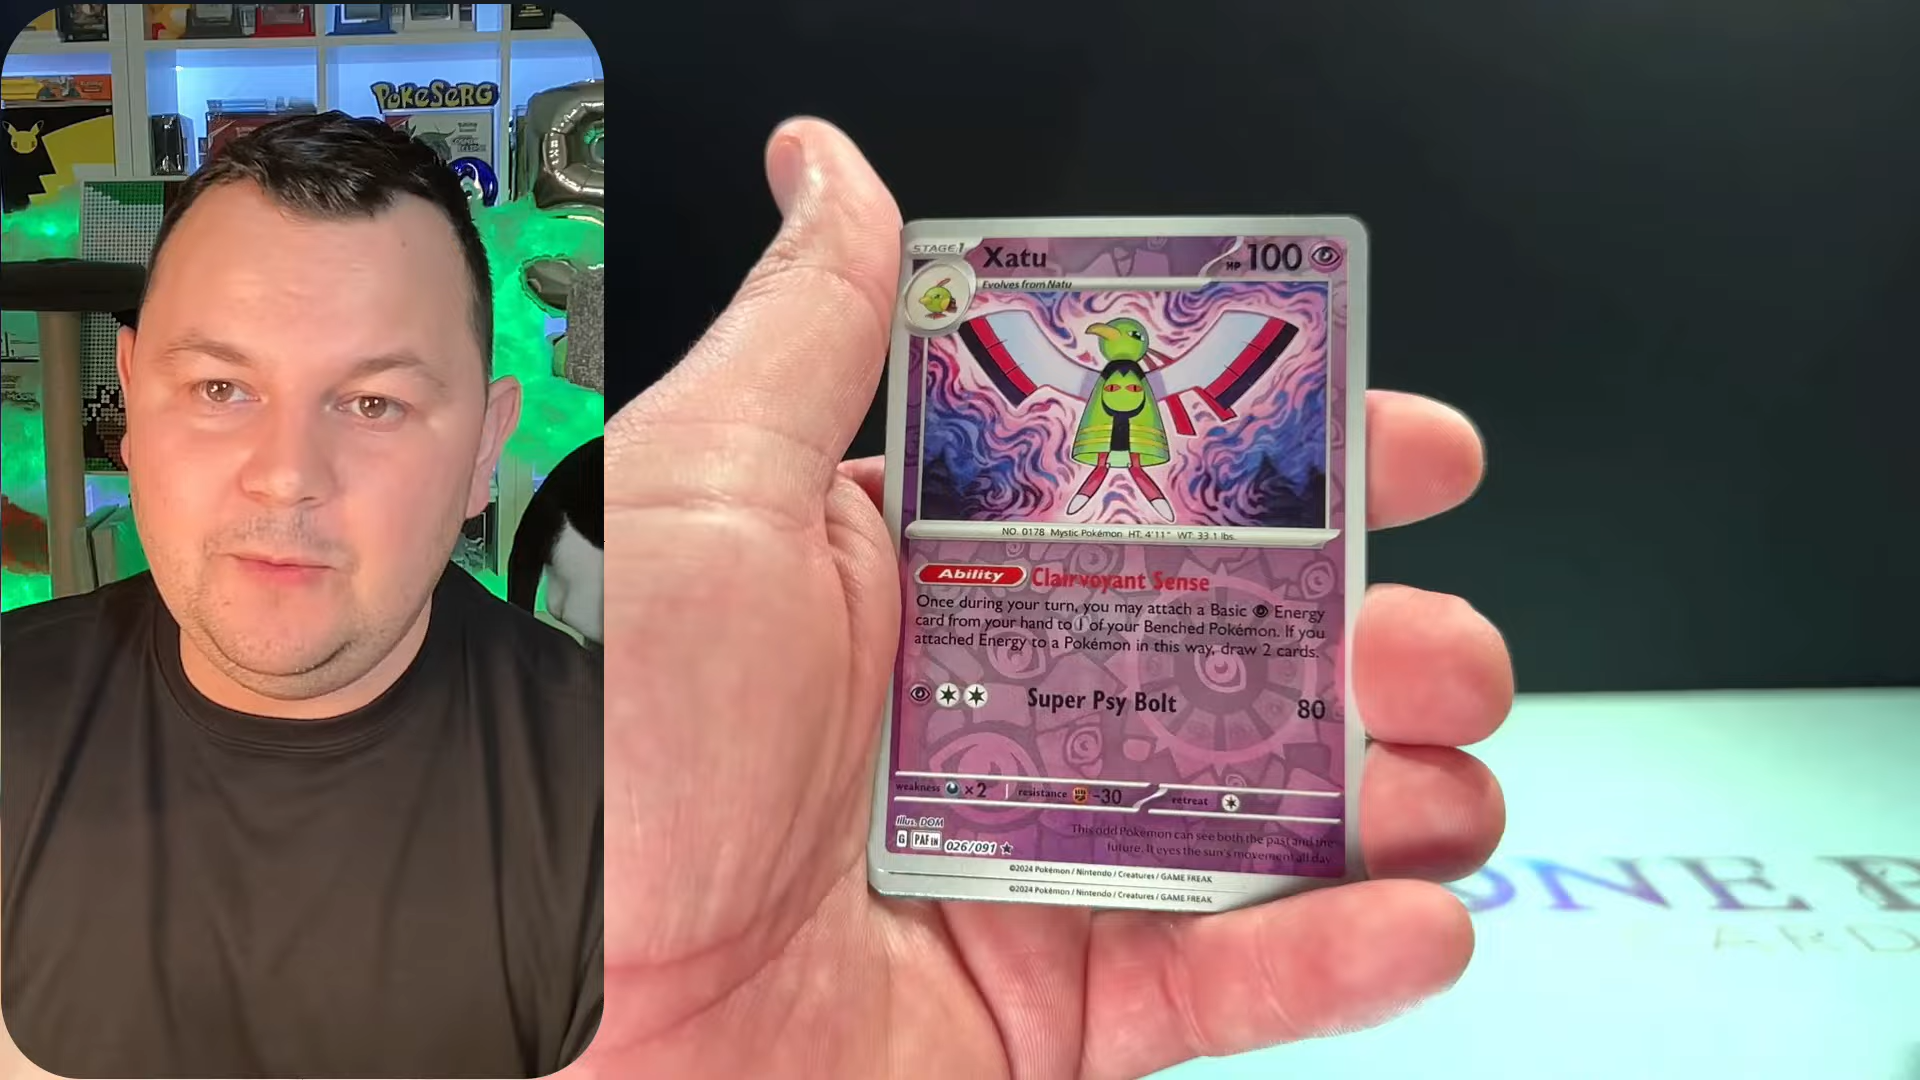 PoKeSeRG
STAGE 1
Xatu
HP 100
Evolves from Natu
NO. 0178 Mystic Pokémon HT: 4'11" WT: 33.1 lbs.
Ability Clairvoyant Sense
Once during your turn, you may attach a Basic Energy
card from your hand to 1 of your Benched Pokémon. If you
attached Energy to a Pokémon in this way, draw 2 cards.
Super Psy Bolt 80
weakness ×2 resistance -30 retreat
Illus. DOM
G PAF EN 026/091
This odd Pokémon can see both the past and the
future. It eyes the sun's movement all day.
©2024 Pokémon / Nintendo / Creatures / GAME FREAK
©2024 Pokémon / Nintendo / Creatures / GAME FREAK
ONE